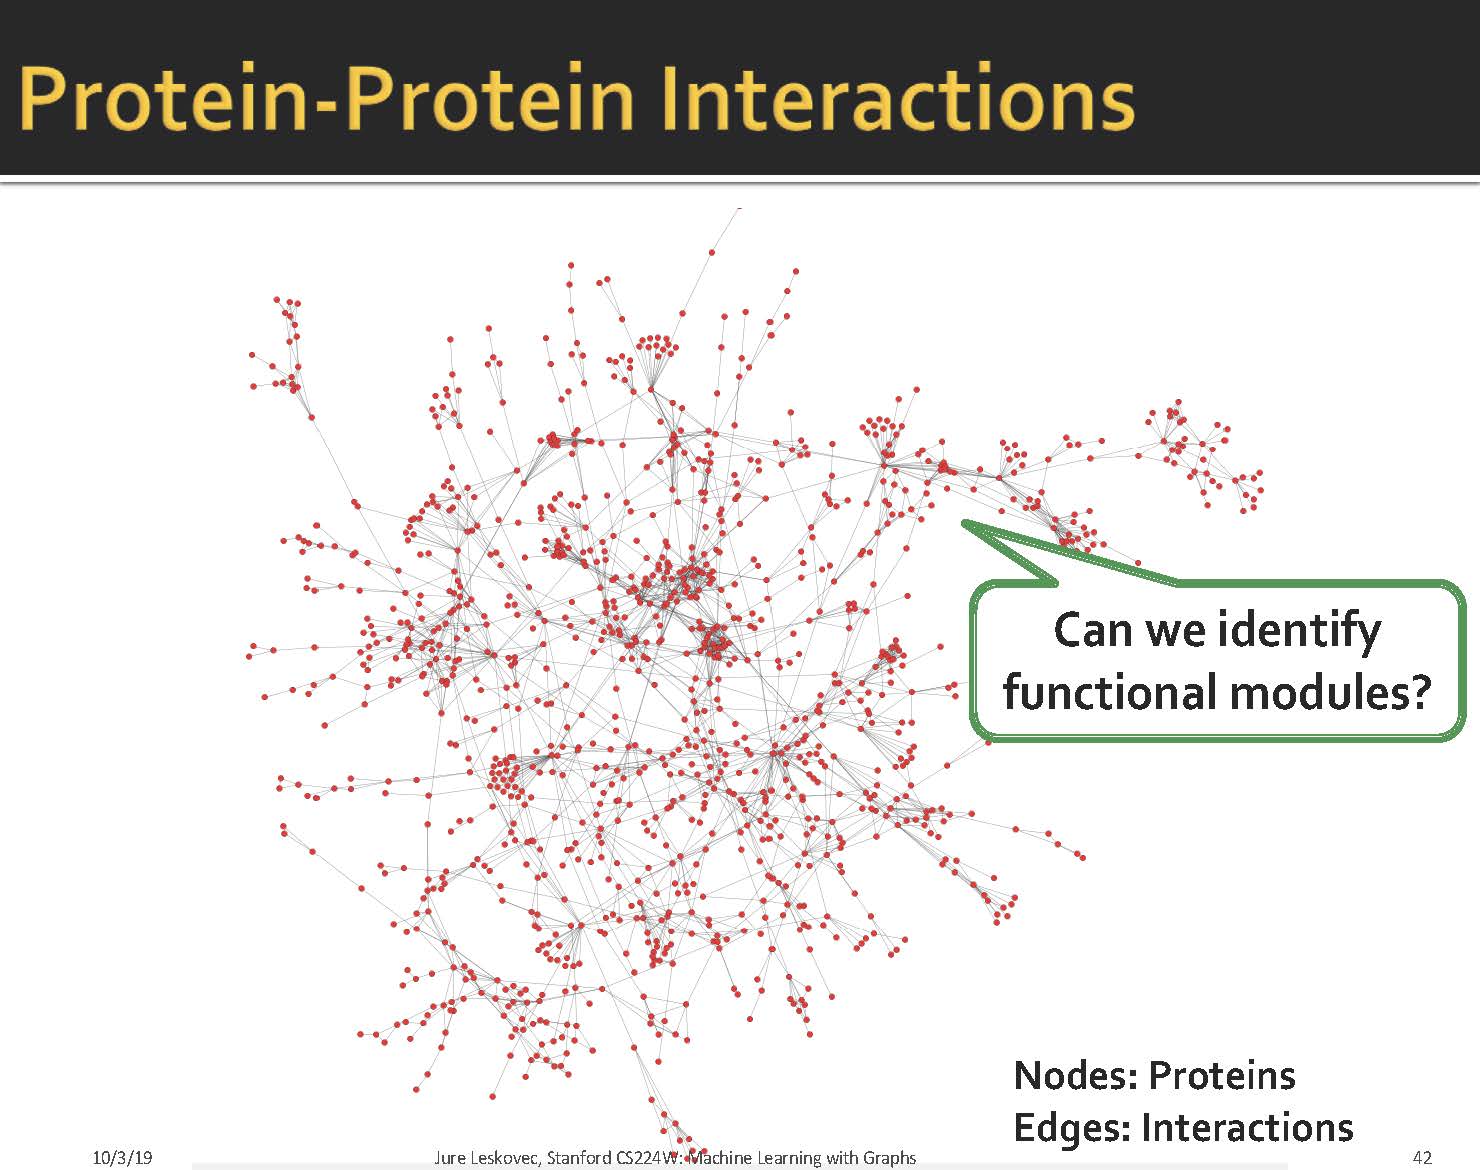 Protein-Protein Interactions
Can we identify
functional modules?
Nodes: Proteins
Edges: Interactions
10/3/19
Jure Leskovec, Stanford CS224W: Machine Learning with Graphs
42